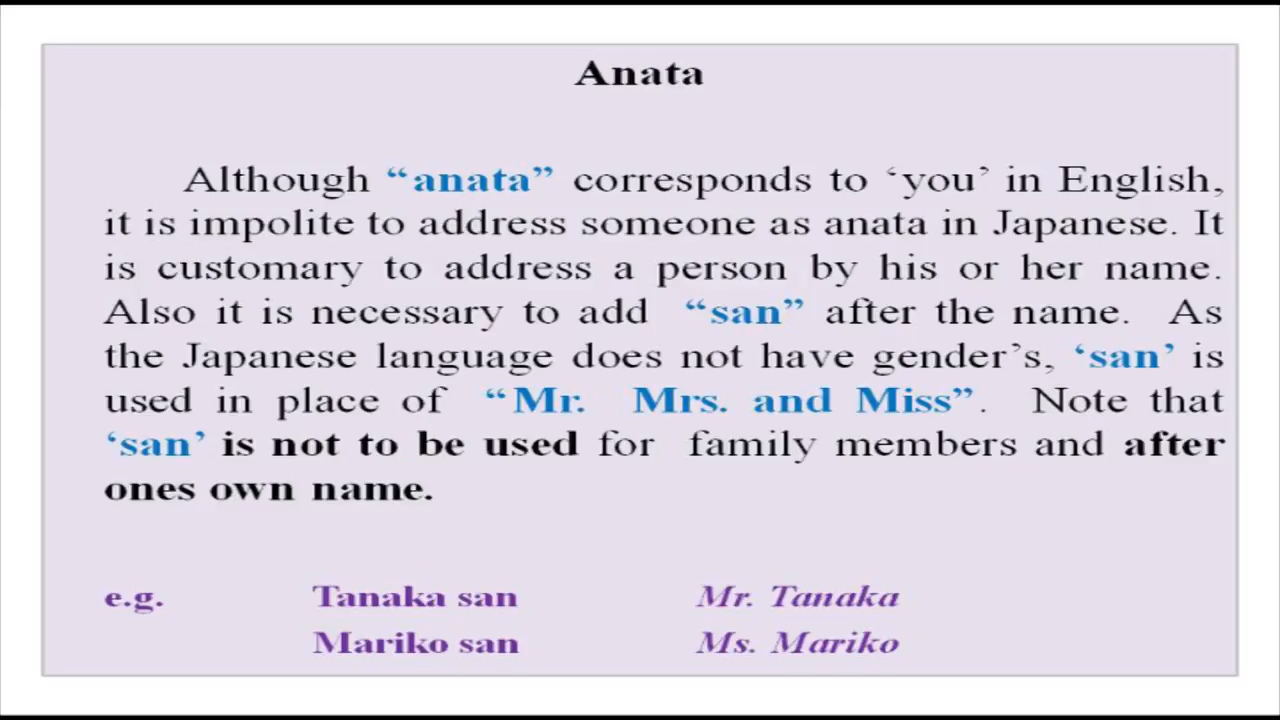 Anata
Although “anata” corresponds to ‘you’ in English,
it is impolite to address someone as anata in Japanese. It
is customary to address a person by his or her name.
Also it is necessary to add “san” after the name. As
the Japanese language does not have gender’s, ‘san’ is
used in place of “Mr. Mrs. and Miss”. Note that
‘san’ is not to be used for family members and after
ones own name.
e.g. Tanaka san Mr. Tanaka
Mariko san Ms. Mariko